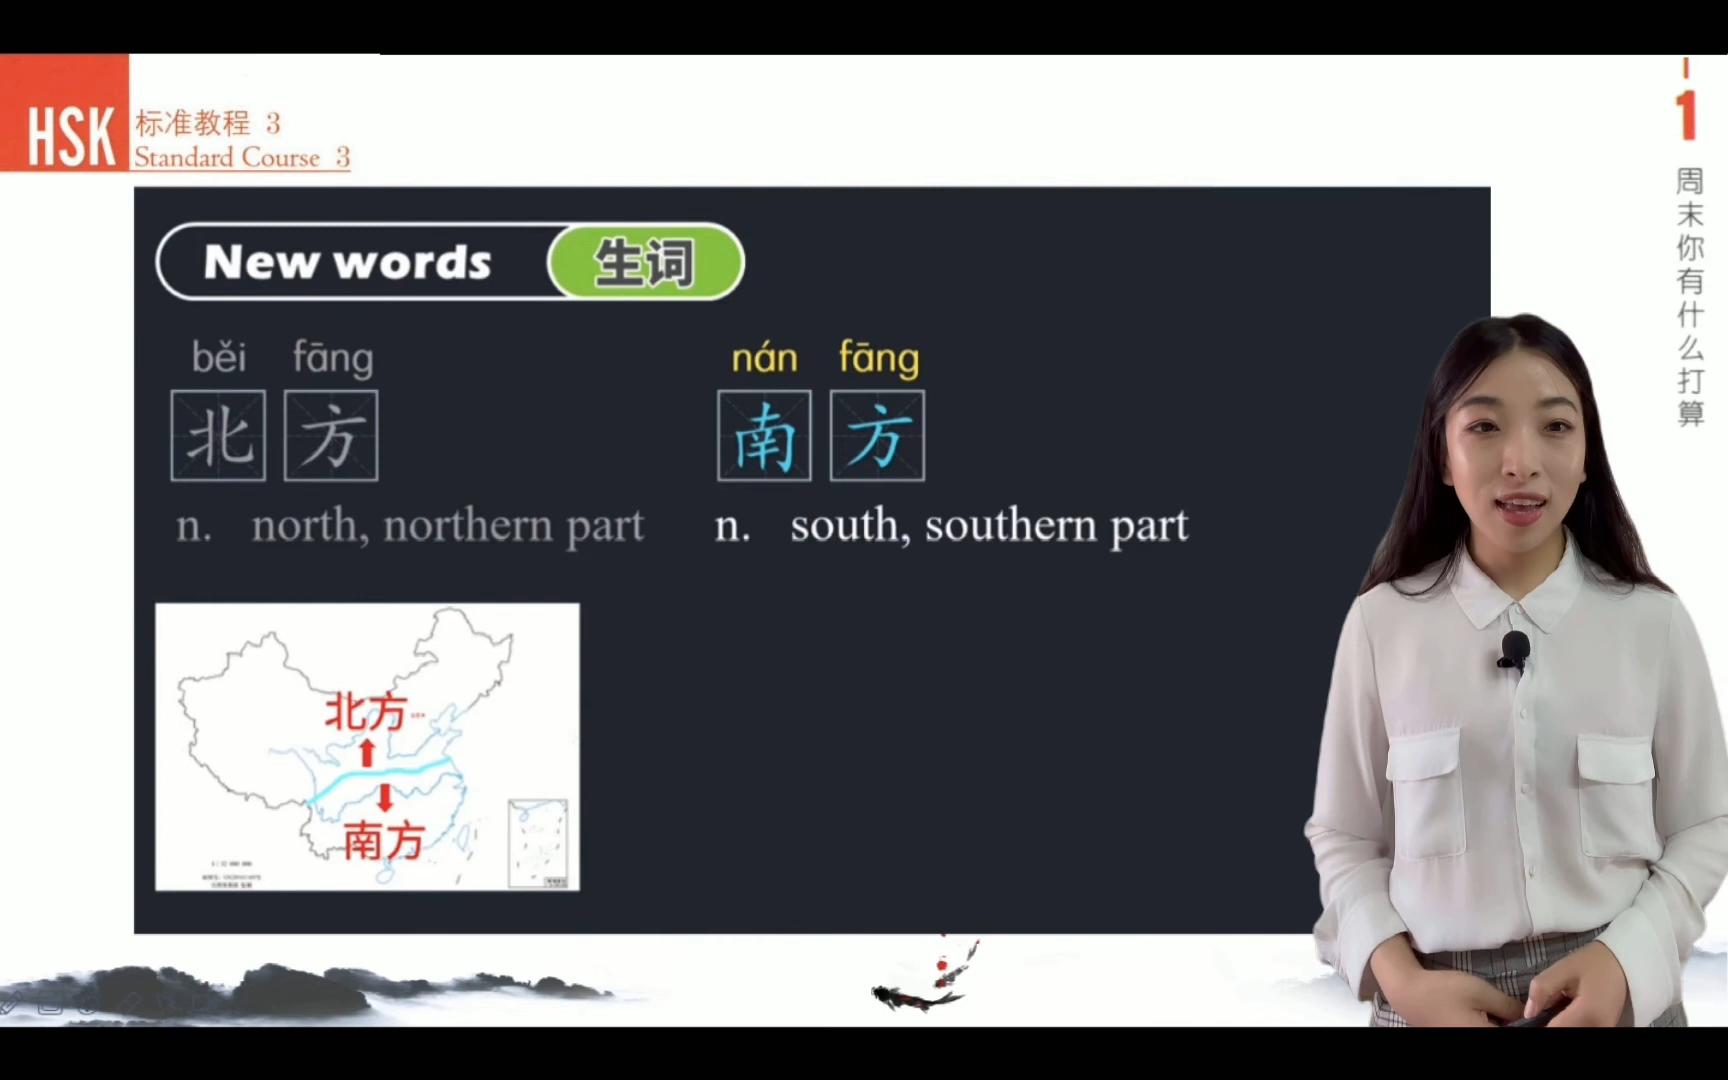 HSK
标准教程 3
Standard Course 3
1
周末你有什么打算
New words 生词
běi fāng
北方
n. north, northern part
nán fāng
南方
n. south, southern part
北方
南方